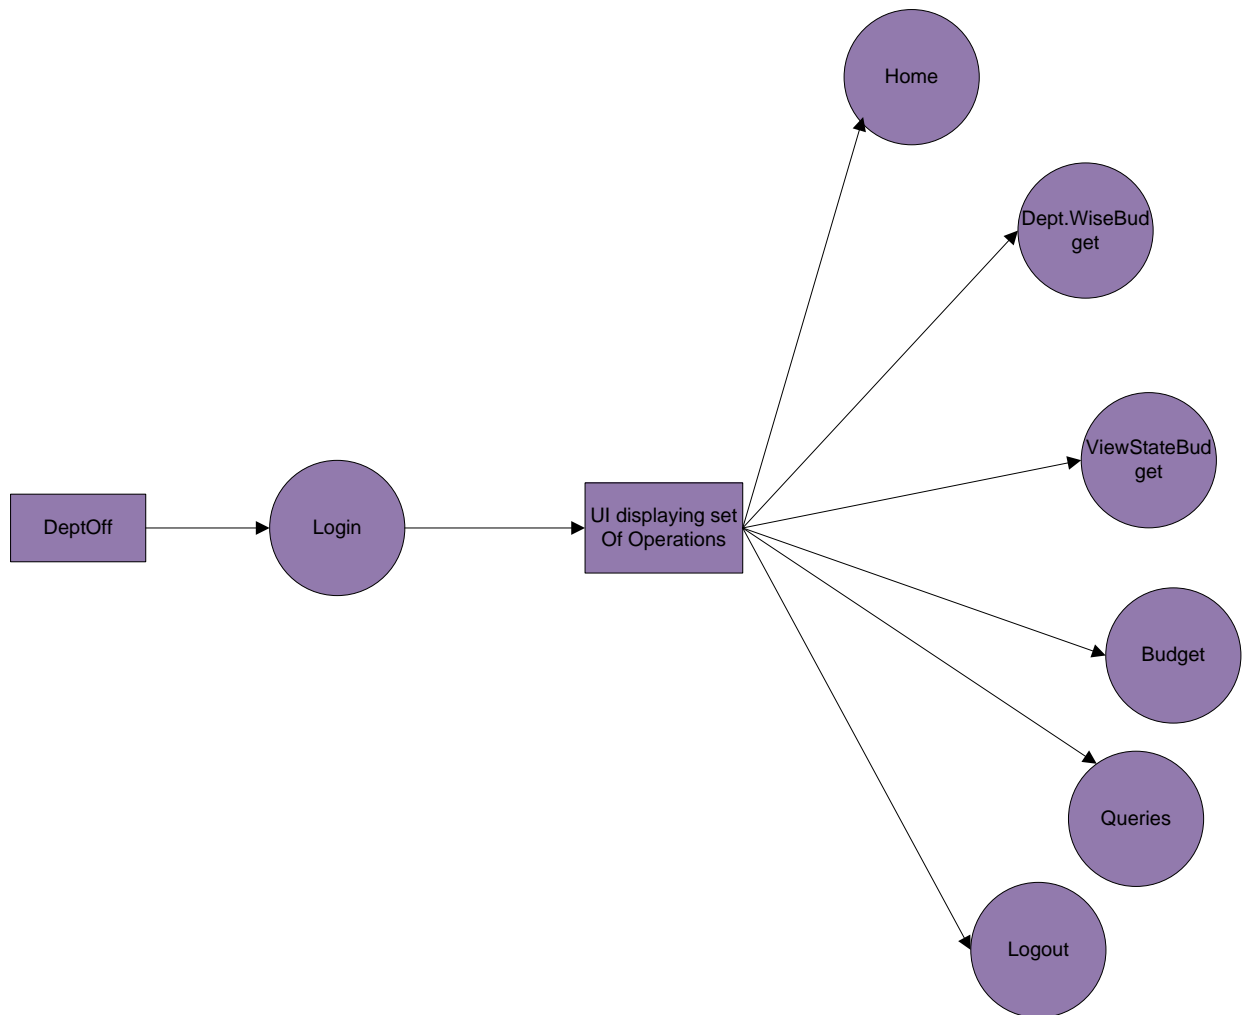 Home
Dept.WiseBud
get
ViewStateBud
get
DeptOff
Login
UI displaying set
Of Operations
Budget
Queries
Logout